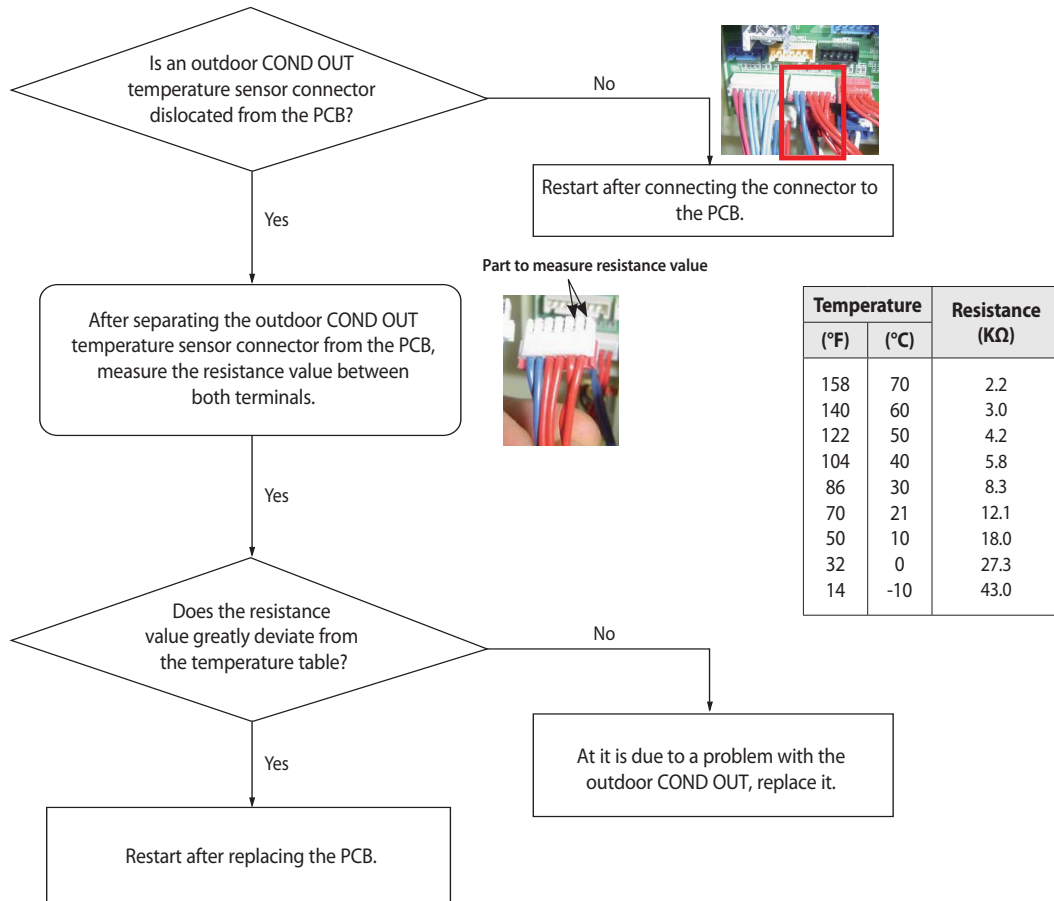 Is an outdoor COND OUT
temperature sensor connector
dislocated from the PCB?
No
Restart after connecting the connector to
the PCB.
Yes
Part to measure resistance value
After separating the outdoor COND OUT
temperature sensor connector from the PCB,
measure the resistance value between
both terminals.
Temperature Resistance
(KΩ)
(°F) (°C)
158 70 2.2
140 60 3.0
122 50 4.2
104 40 5.8
86 30 8.3
70 21 12.1
50 10 18.0
32 0 27.3
14 -10 43.0
Yes
Does the resistance
value greatly deviate from
the temperature table?
No
At it is due to a problem with the
outdoor COND OUT, replace it.
Yes
Restart after replacing the PCB.